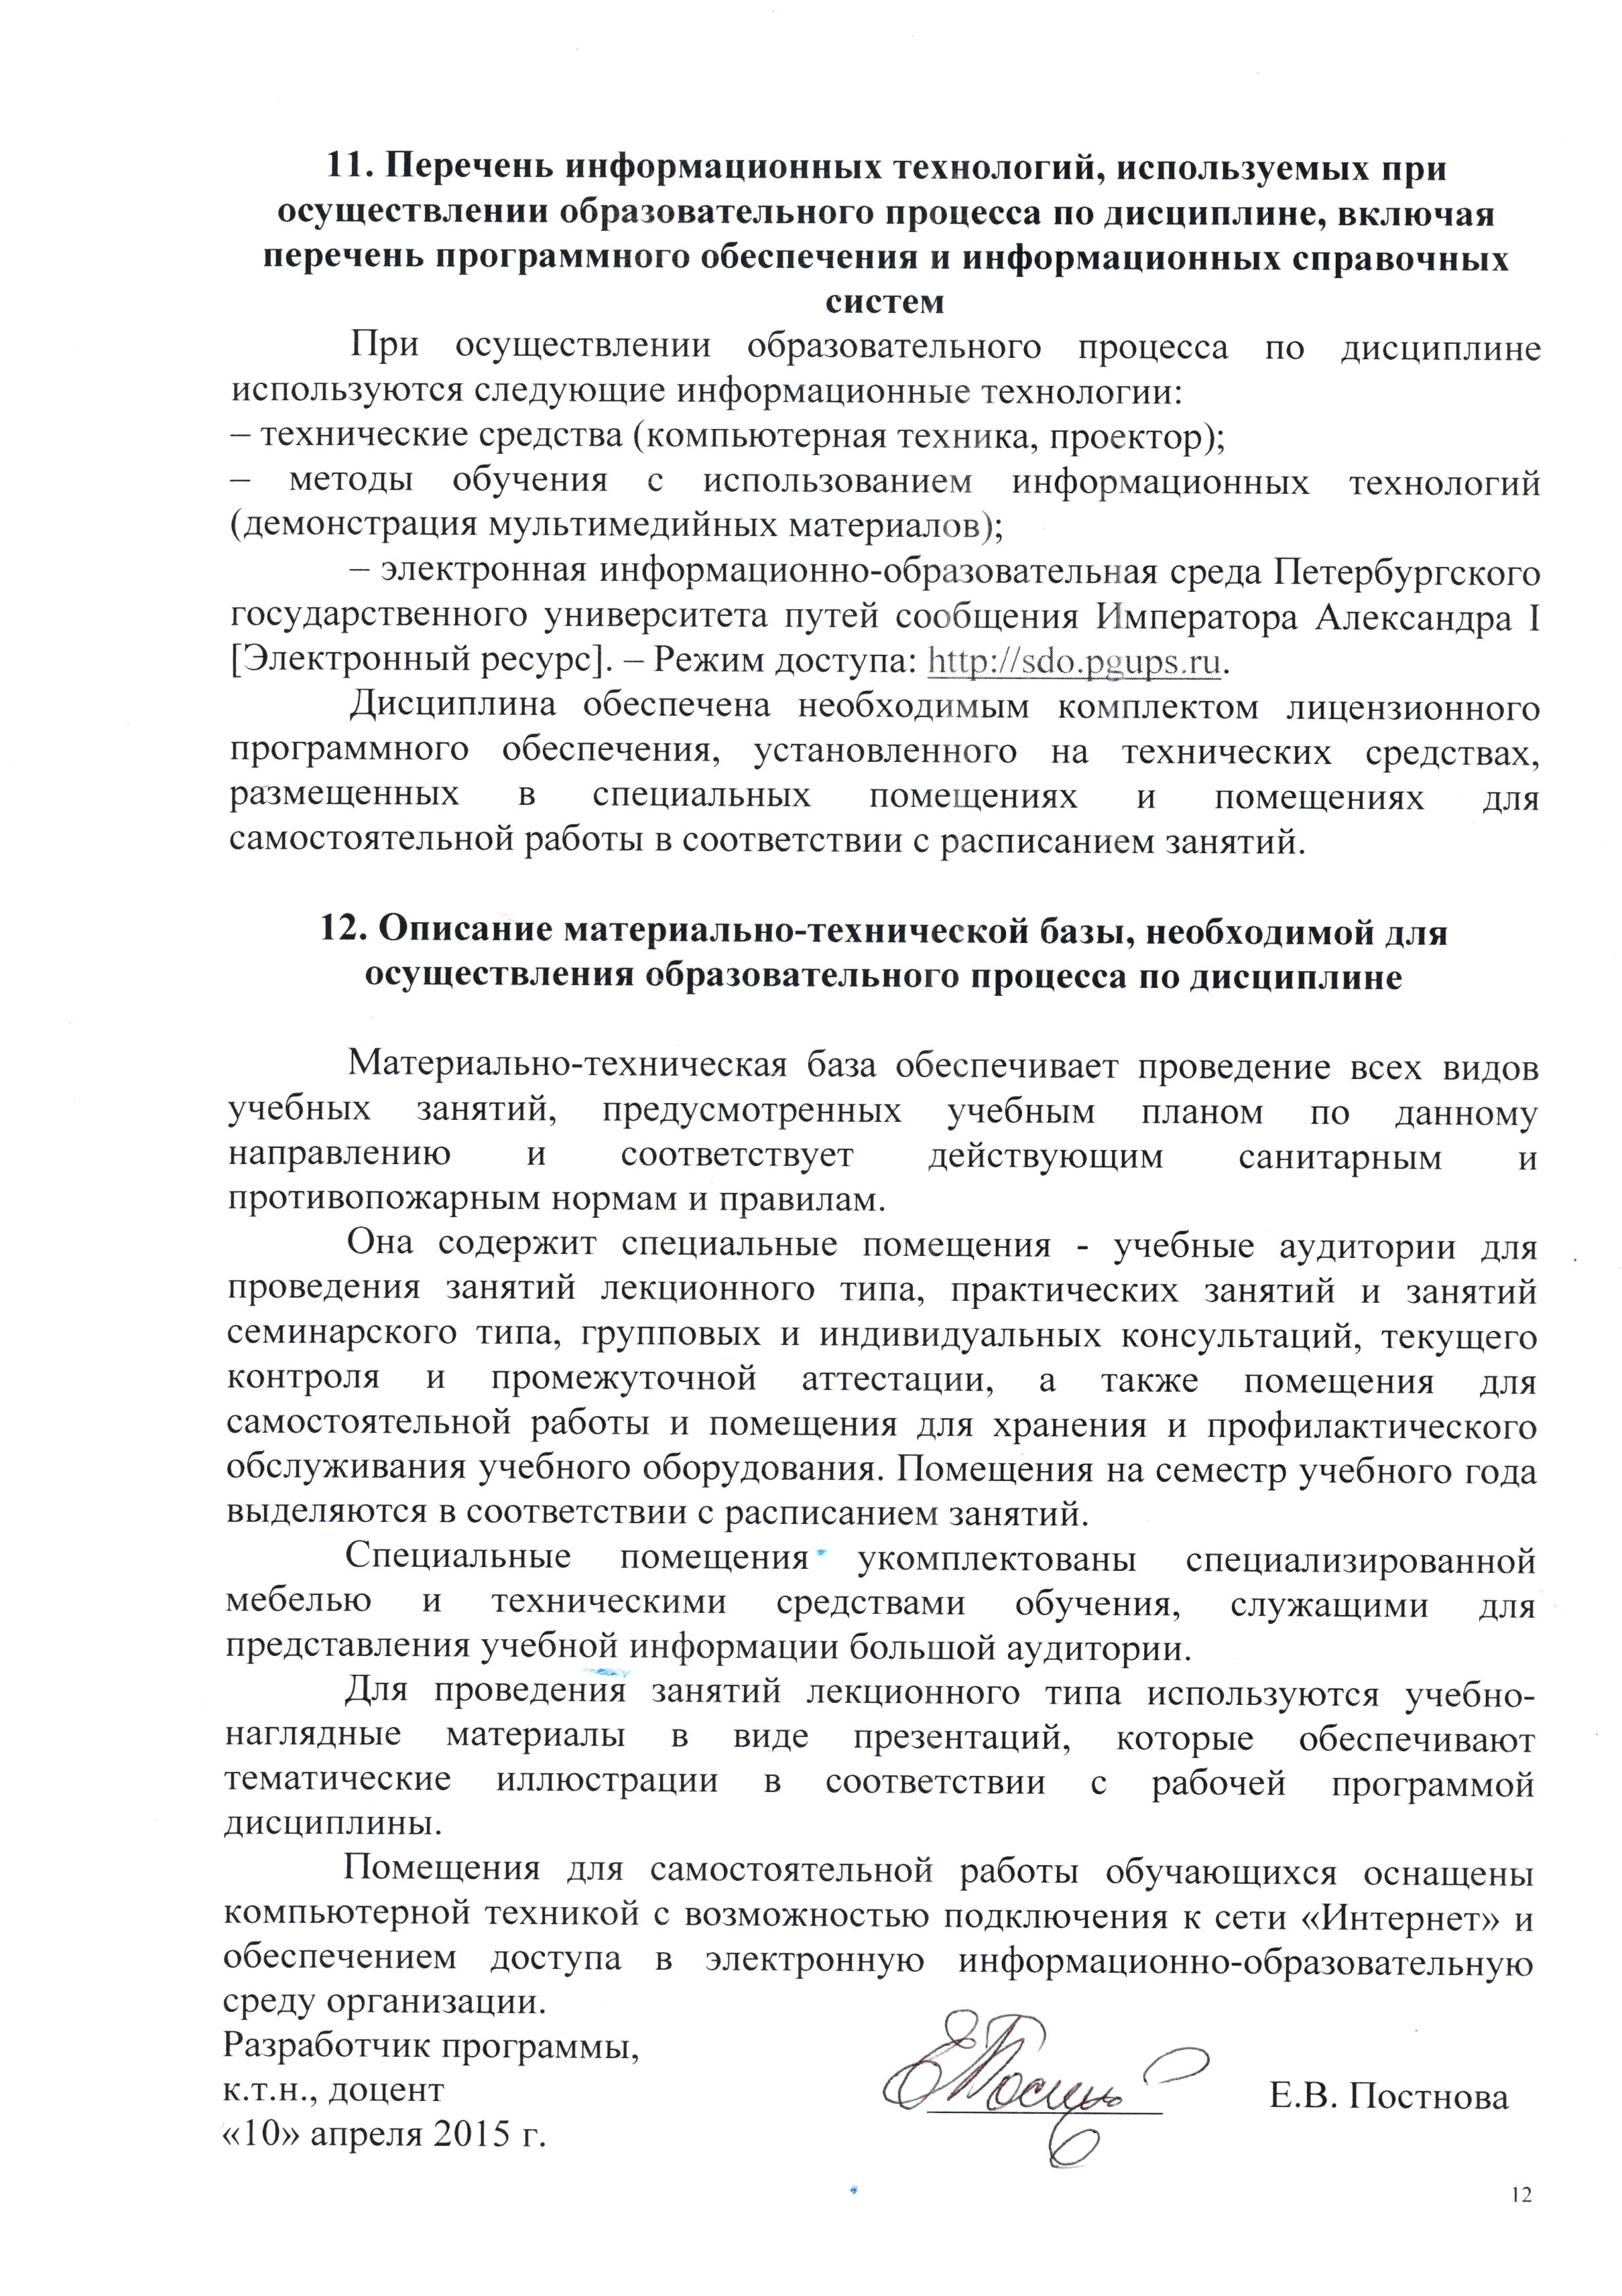 11. Перечень информационных технологий, используемых при
осуществлении образовательного процесса по дисциплине, включая
перечень программного обеспечения и информационных справочных
систем
При осуществлении образовательного процесса по дисциплине
используются следующие информационные технологии:
– технические средства (компьютерная техника, проектор);
– методы обучения с использованием информационных технологий
(демонстрация мультимедийных материалов);
– электронная информационно-образовательная среда Петербургского
государственного университета путей сообщения Императора Александра I
[Электронный ресурс]. – Режим доступа: http://sdo.pgups.ru.
Дисциплина обеспечена необходимым комплектом лицензионного
программного обеспечения, установленного на технических средствах,
размещенных в специальных помещениях и помещениях для
самостоятельной работы в соответствии с расписанием занятий.
12. Описание материально-технической базы, необходимой для
осуществления образовательного процесса по дисциплине
Материально-техническая база обеспечивает проведение всех видов
учебных занятий, предусмотренных учебным планом по данному
направлению и соответствует действующим санитарным и
противопожарным нормам и правилам.
Она содержит специальные помещения - учебные аудитории для
проведения занятий лекционного типа, практических занятий и занятий
семинарского типа, групповых и индивидуальных консультаций, текущего
контроля и промежуточной аттестации, а также помещения для
самостоятельной работы и помещения для хранения и профилактического
обслуживания учебного оборудования. Помещения на семестр учебного года
выделяются в соответствии с расписанием занятий.
Специальные помещения укомплектованы специализированной
мебелью и техническими средствами обучения, служащими для
представления учебной информации большой аудитории.
Для проведения занятий лекционного типа используются учебно-
наглядные материалы в виде презентаций, которые обеспечивают
тематические иллюстрации в соответствии с рабочей программой
дисциплины.
Помещения для самостоятельной работы обучающихся оснащены
компьютерной техникой с возможностью подключения к сети «Интернет» и
обеспечением доступа в электронную информационно-образовательную
среду организации.
Разработчик программы,
к.т.н., доцент Е.В. Постнова
«10» апреля 2015 г.
12